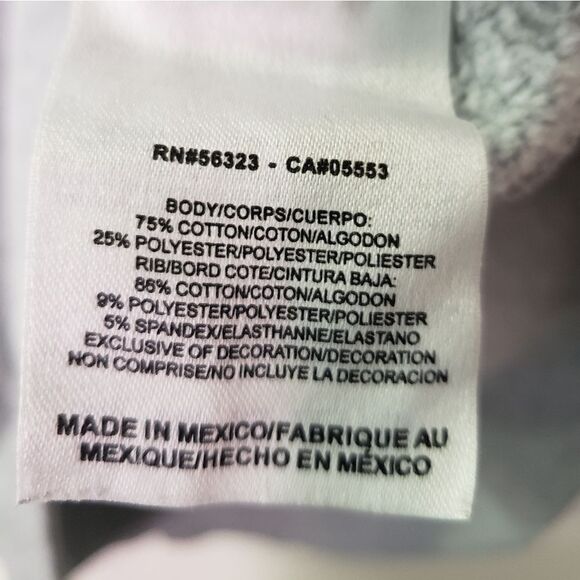 RN#56323 - CA#05553
BODY/CORPS/CUERPO:
75% COTTON/COTON/ALGODON
25% POLYESTER/POLYESTER/POLIESTER
RIB/BORD COTE/CINTURA BAJA:
86% COTTON/COTON/ALGODON
9% POLYESTER/POLYESTER/POLIESTER
5% SPANDEX/ELASTHANNE/ELASTANO
EXCLUSIVE OF DECORATION/DECORATION
NON COMPRISE/NO INCLUYE LA DECORACION
MADE IN MEXICO/FABRIQUE AU
MEXIQUE/HECHO EN MÉXICO